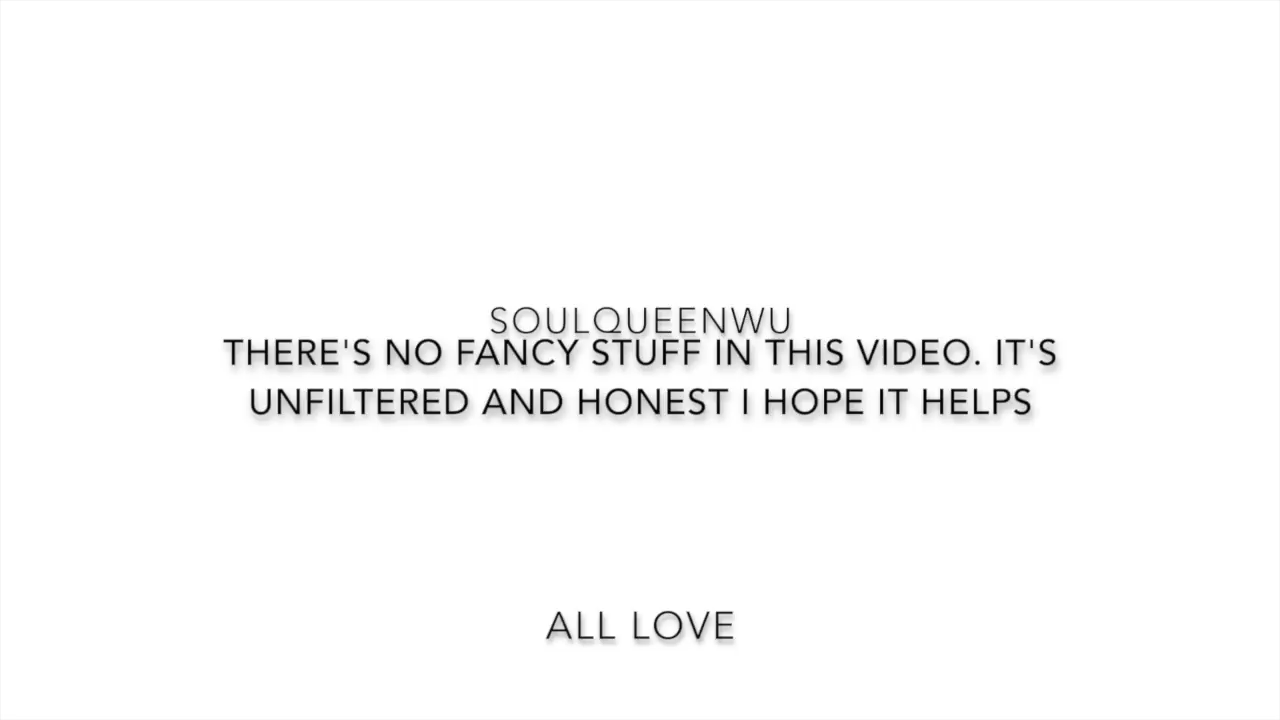 SOULQUEENWU
THERE'S NO FANCY STUFF IN THIS VIDEO. IT'S
UNFILTERED AND HONEST I HOPE IT HELPS
ALL LOVE